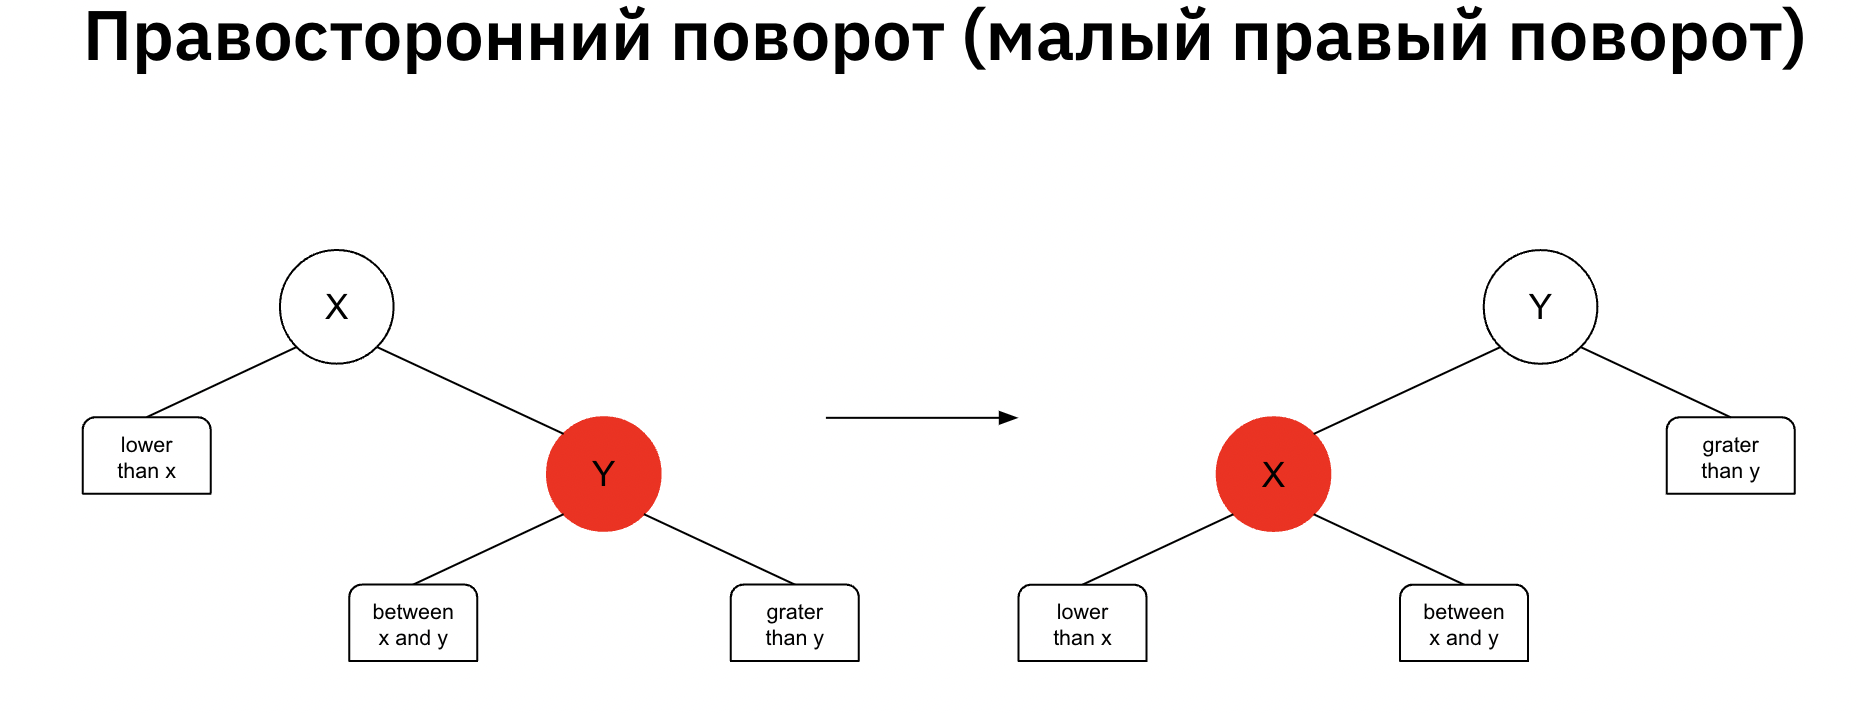 Правосторонний поворот (малый правый поворот)
X
lower
than x
Y
between
x and y
grater
than y
Y
X
grater
than y
lower
than x
between
x and y